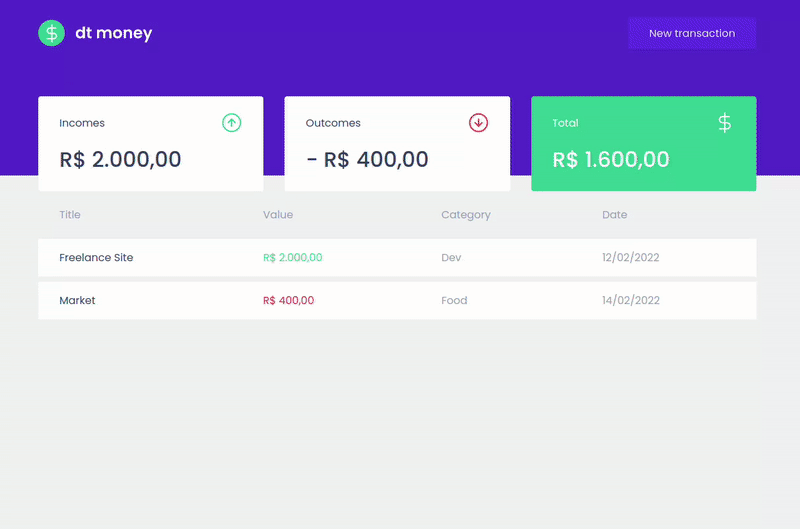 dt money
New transaction
Incomes
R$ 2.000,00
Outcomes
- R$ 400,00
Total
R$ 1.600,00
Title Value Category Date
Freelance Site R$ 2.000,00 Dev 12/02/2022
Market R$ 400,00 Food 14/02/2022